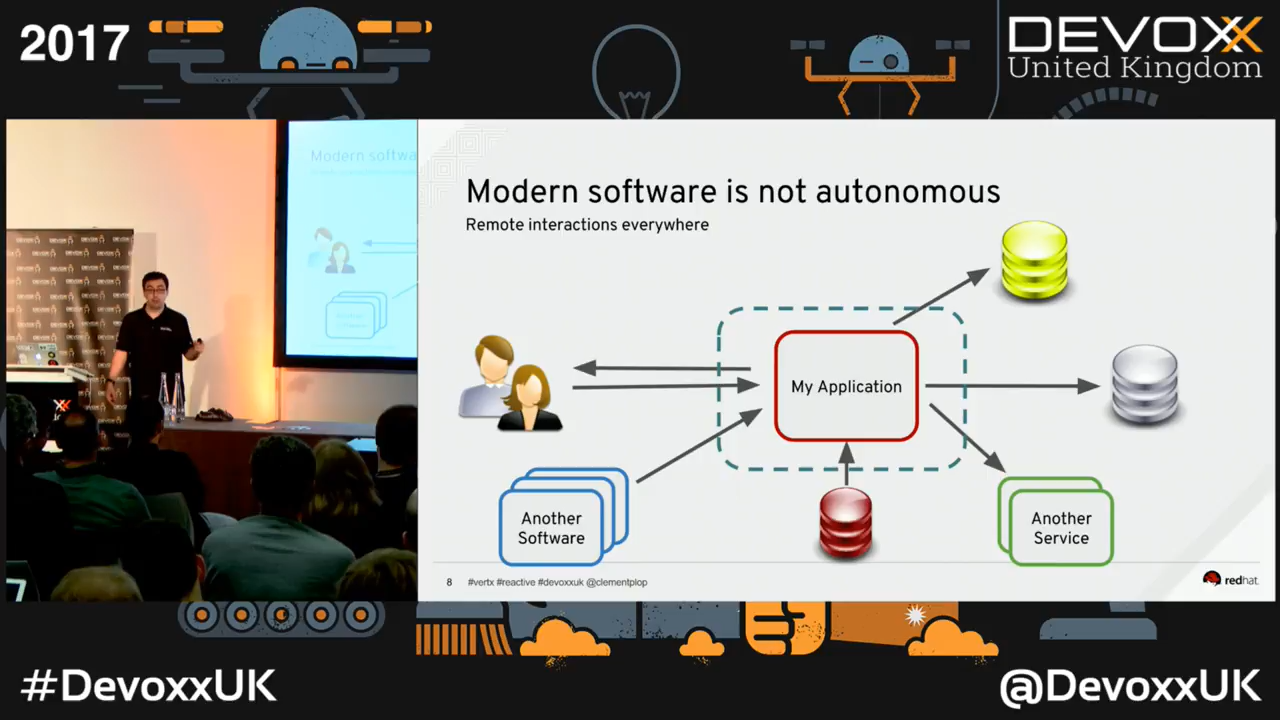 2017
DEVOXX
United Kingdom
Modern softwa
Modern software is not autonomous
Remote interactions everywhere
My Application
Another
Software
Another
Service
8 #vertx #reactive #devoxxuk @clementplop
redhat.
#DevoxxUK
@DevoxxUK